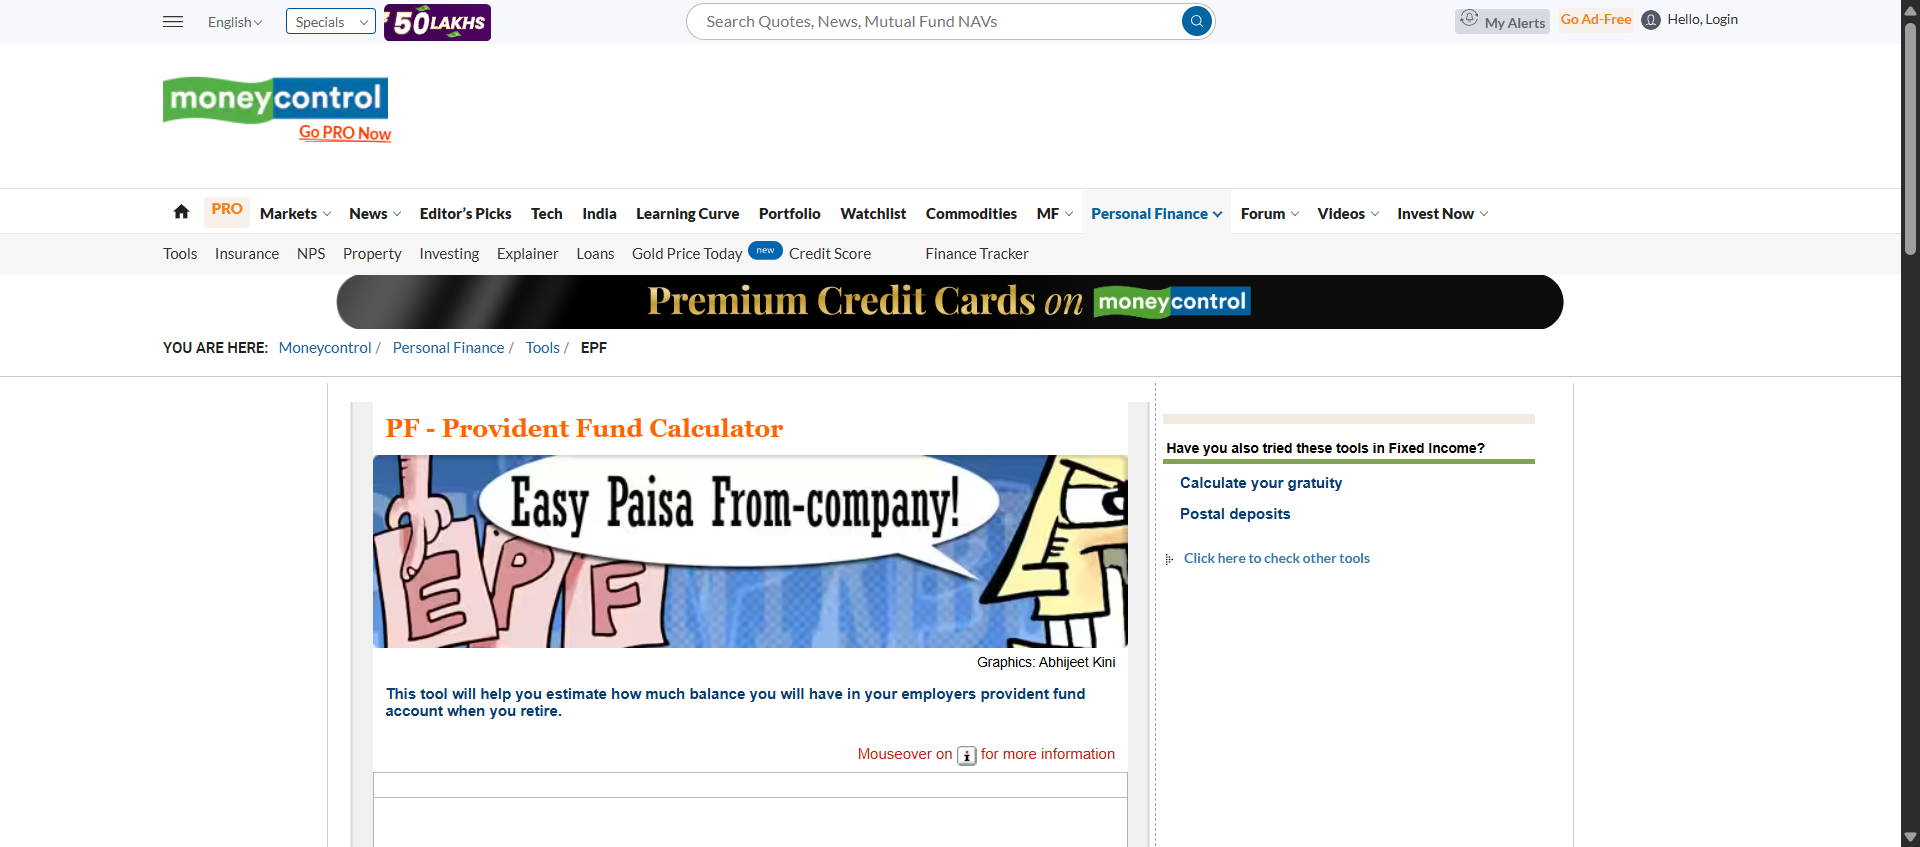 English
Specials
₹50LAKHS
Search Quotes, News, Mutual Fund NAVs
My Alerts
Go Ad-Free
Hello, Login
moneycontrol
Go PRO Now
PRO
Markets
News
Editor's Picks
Tech
India
Learning Curve
Portfolio
Watchlist
Commodities
MF
Personal Finance
Forum
Videos
Invest Now
Tools
Insurance
NPS
Property
Investing
Explainer
Loans
Gold Price Today
new
Credit Score
Finance Tracker
Premium Credit Cards on moneycontrol
YOU ARE HERE: Moneycontrol / Personal Finance / Tools / EPF
PF - Provident Fund Calculator
Easy Paisa From-company!
EPF
Graphics: Abhijeet Kini
This tool will help you estimate how much balance you will have in your employers provident fund
account when you retire.
Mouseover on i for more information
Have you also tried these tools in Fixed Income?
Calculate your gratuity
Postal deposits
Click here to check other tools